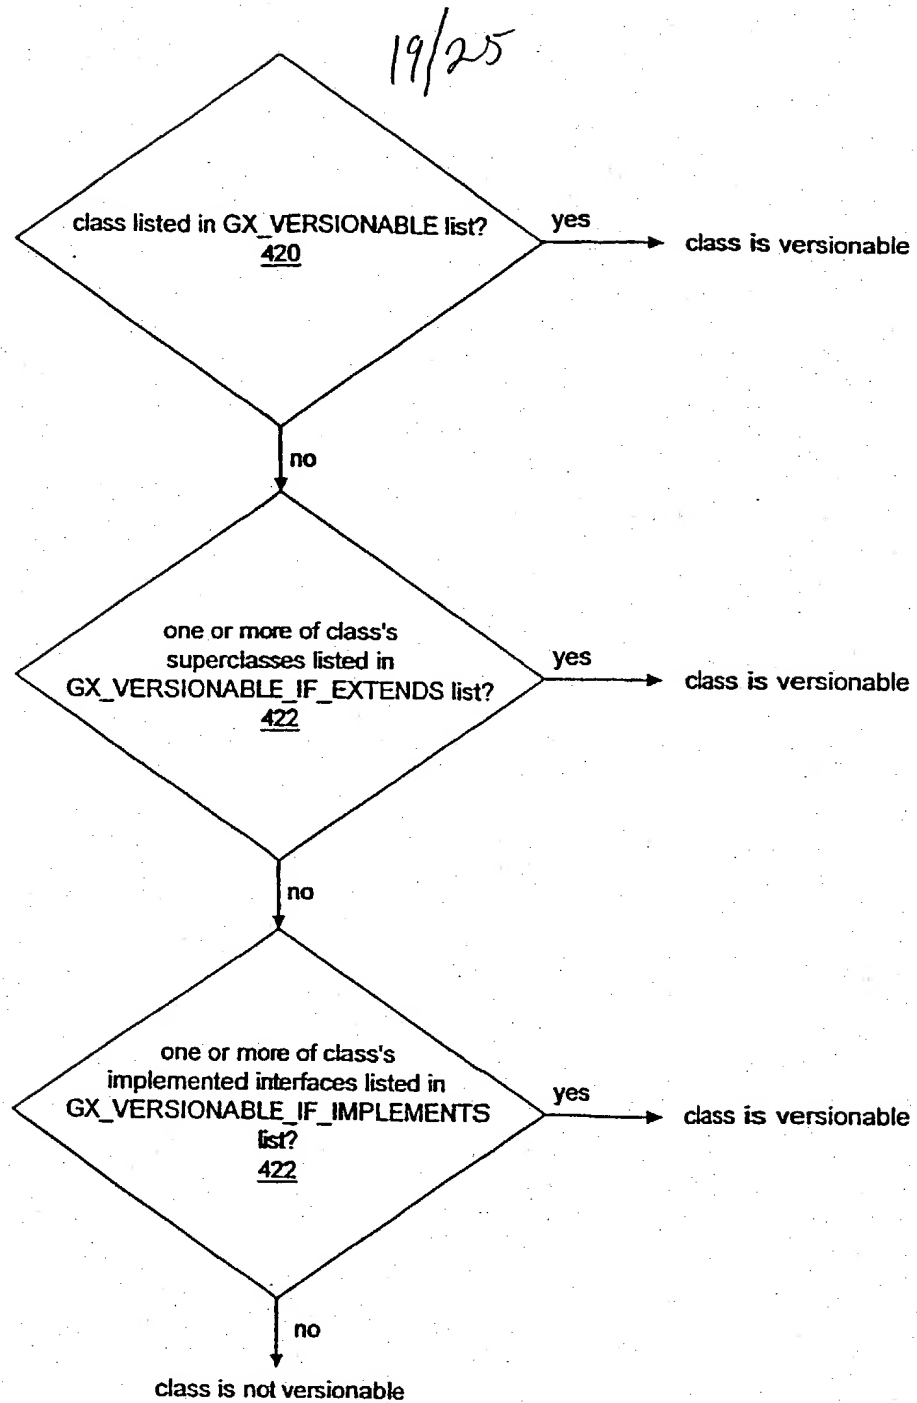 19/25
class listed in GX_VERSIONABLE list?
420
yes
class is versionable
no
one or more of class's
superclasses listed in
GX_VERSIONABLE_IF_EXTENDS list?
422
yes
class is versionable
no
one or more of class's
implemented interfaces listed in
GX_VERSIONABLE_IF_IMPLEMENTS
list?
422
yes
class is versionable
no
class is not versionable